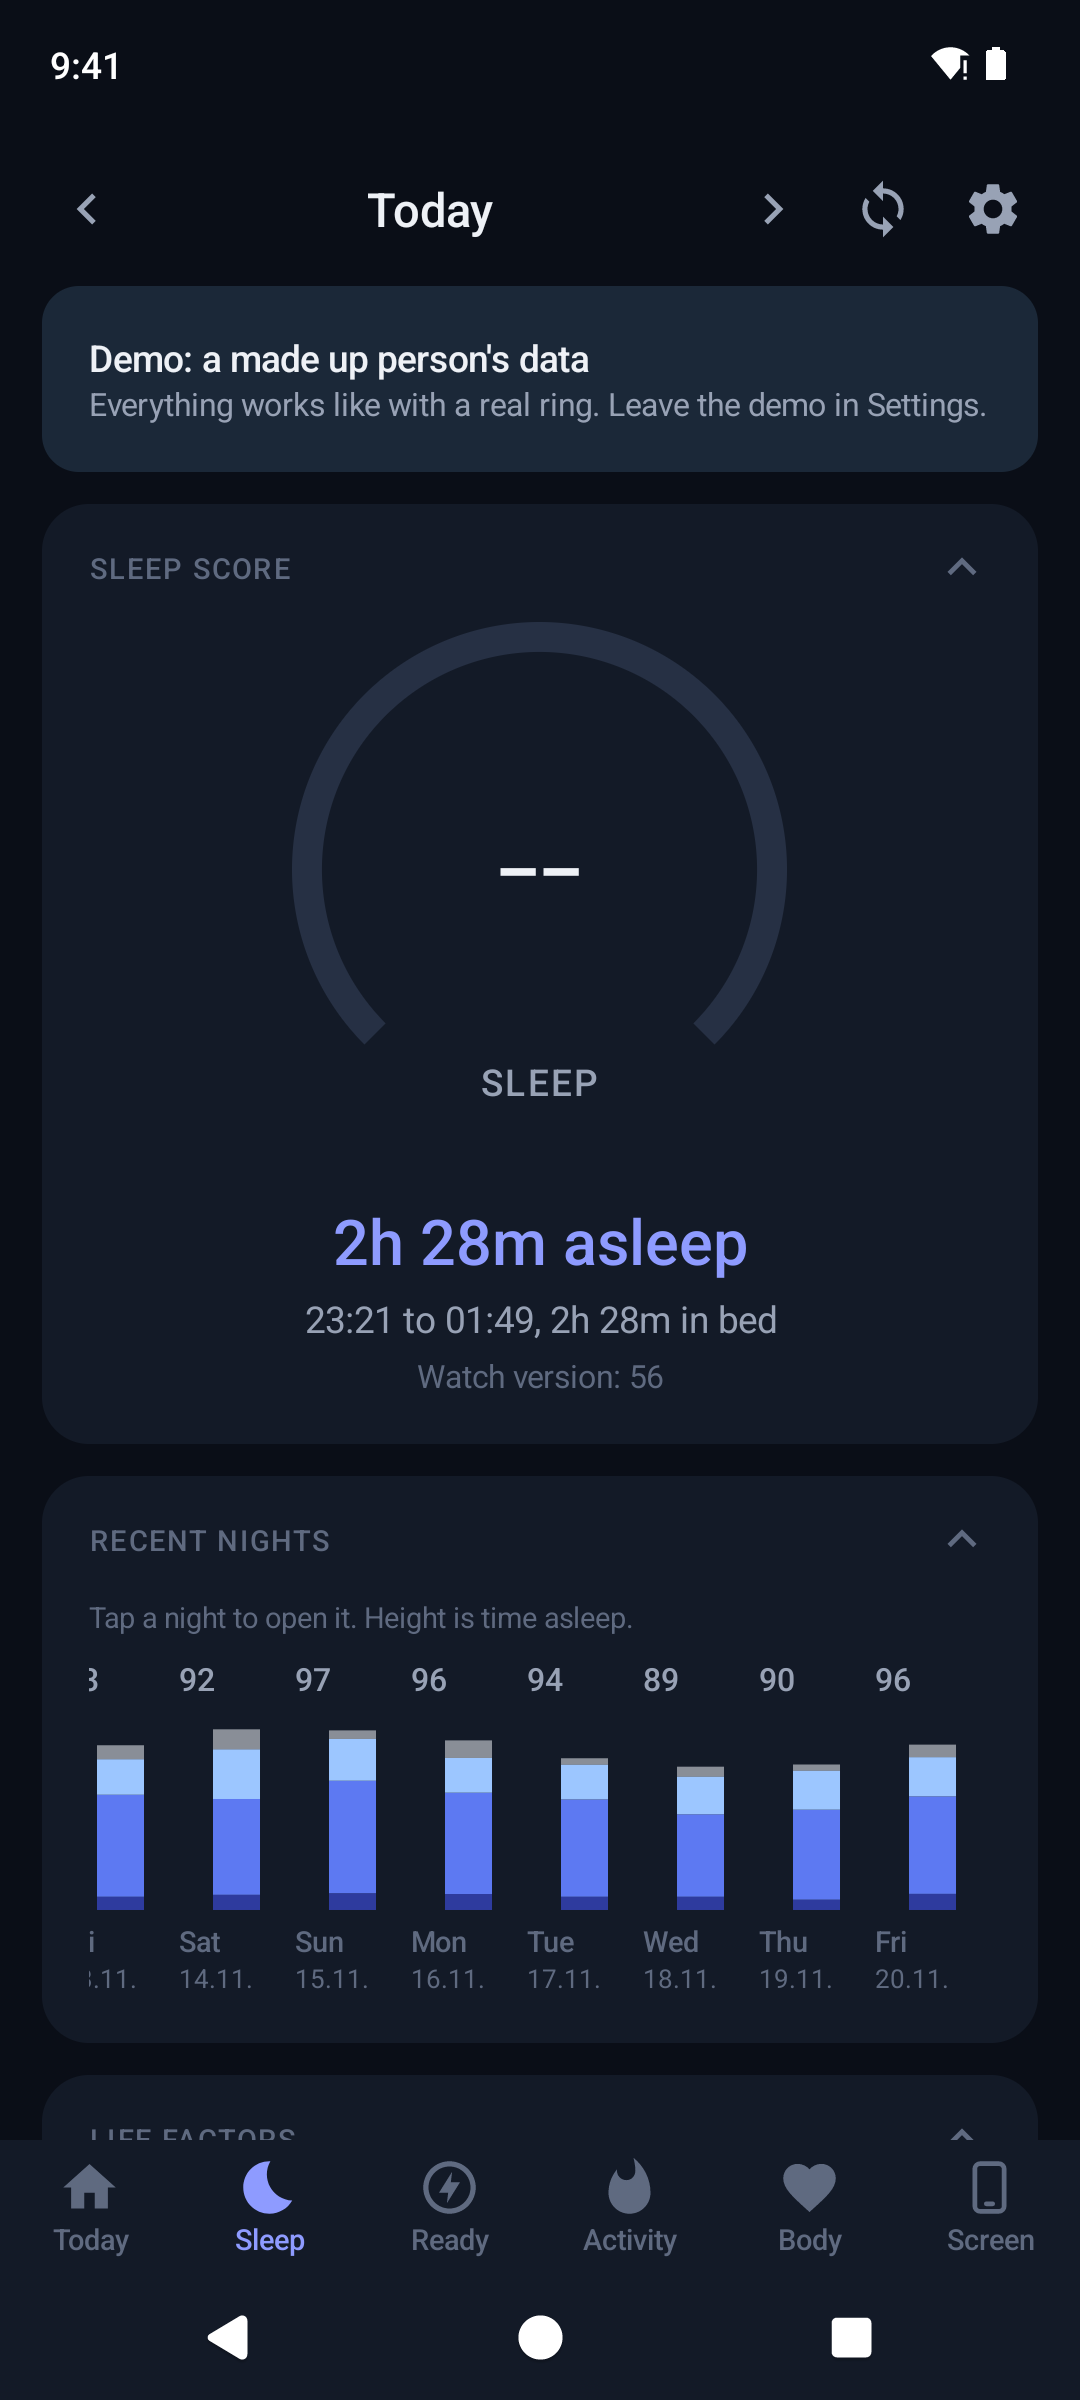 9:41
Today
Demo: a made up person's data
Everything works like with a real ring. Leave the demo in Settings.
SLEEP SCORE
--
SLEEP
2h 28m asleep
23:21 to 01:49, 2h 28m in bed
Watch version: 56
RECENT NIGHTS
Tap a night to open it. Height is time asleep.
92 97 96 94 89 90 96
Sat Sun Mon Tue Wed Thu Fri
.11. 14.11. 15.11. 16.11. 17.11. 18.11. 19.11. 20.11.
LIFE FACTORS
Today Sleep Ready Activity Body Screen